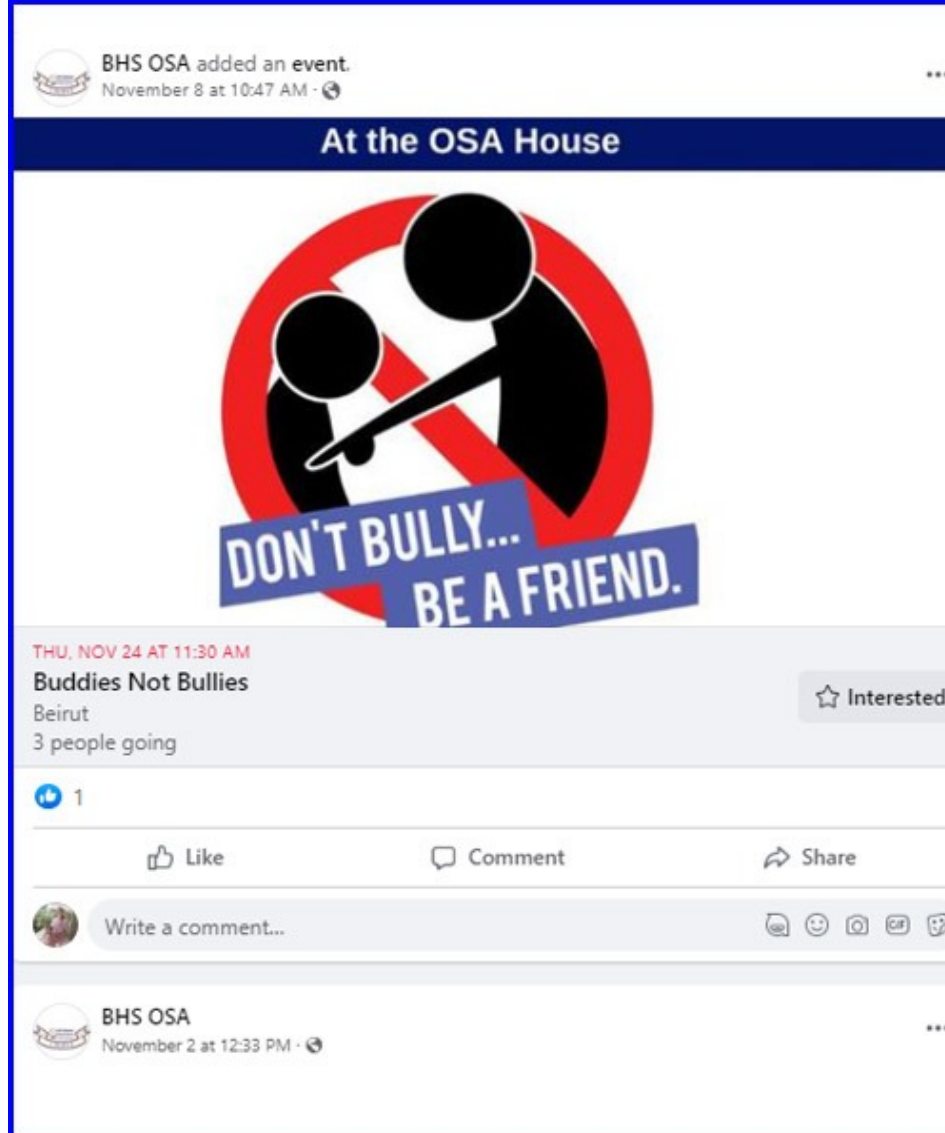 BHS OSA added an event.
November 8 at 10:47 AM ·
At the OSA House
DON'T BULLY...
BE A FRIEND.
THU, NOV 24 AT 11:30 AM
Buddies Not Bullies
Beirut
3 people going
Interested
1
Like Comment Share
Write a comment...
GIF
BHS OSA
November 2 at 12:33 PM ·